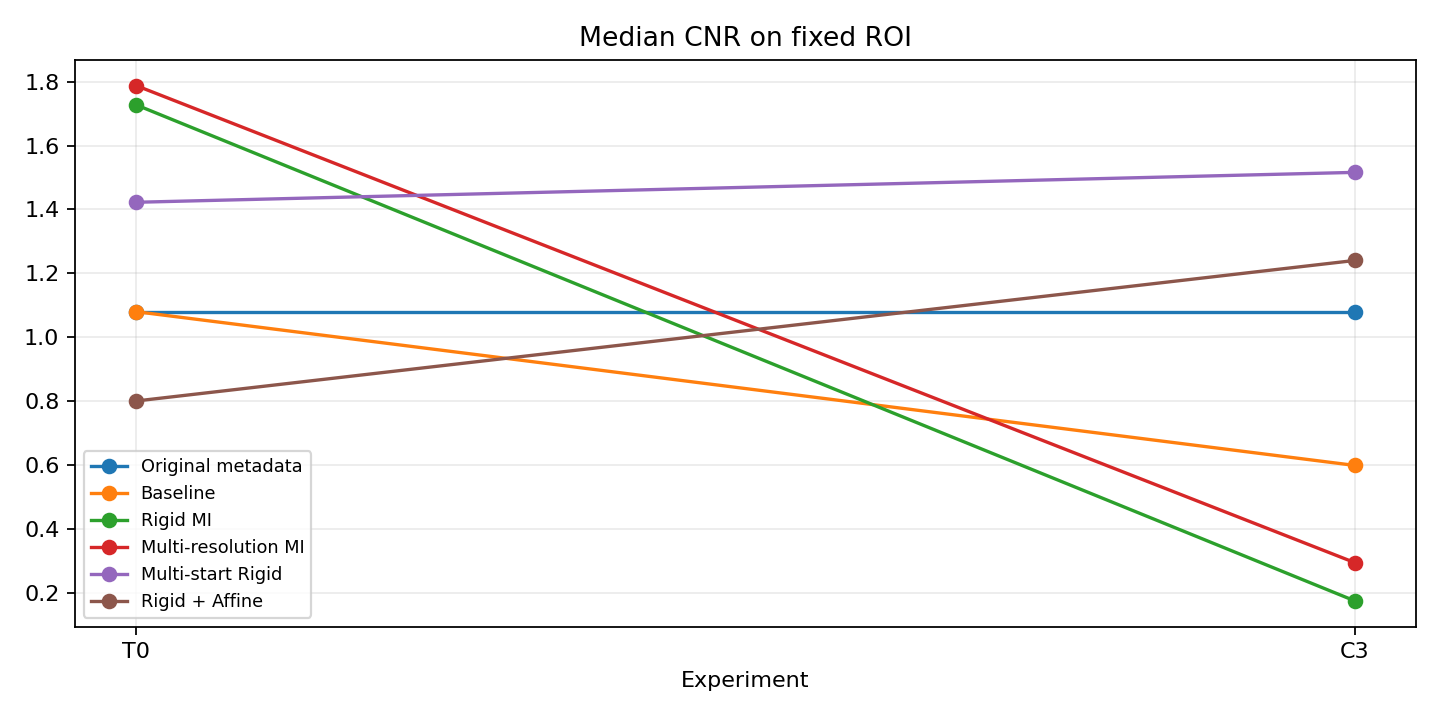 Median CNR on fixed ROI
1.8
1.6
1.4
1.2
1.0
0.8
0.6
0.4
0.2
Original metadata
Baseline
Rigid MI
Multi-resolution MI
Multi-start Rigid
Rigid + Affine
T0
C3
Experiment